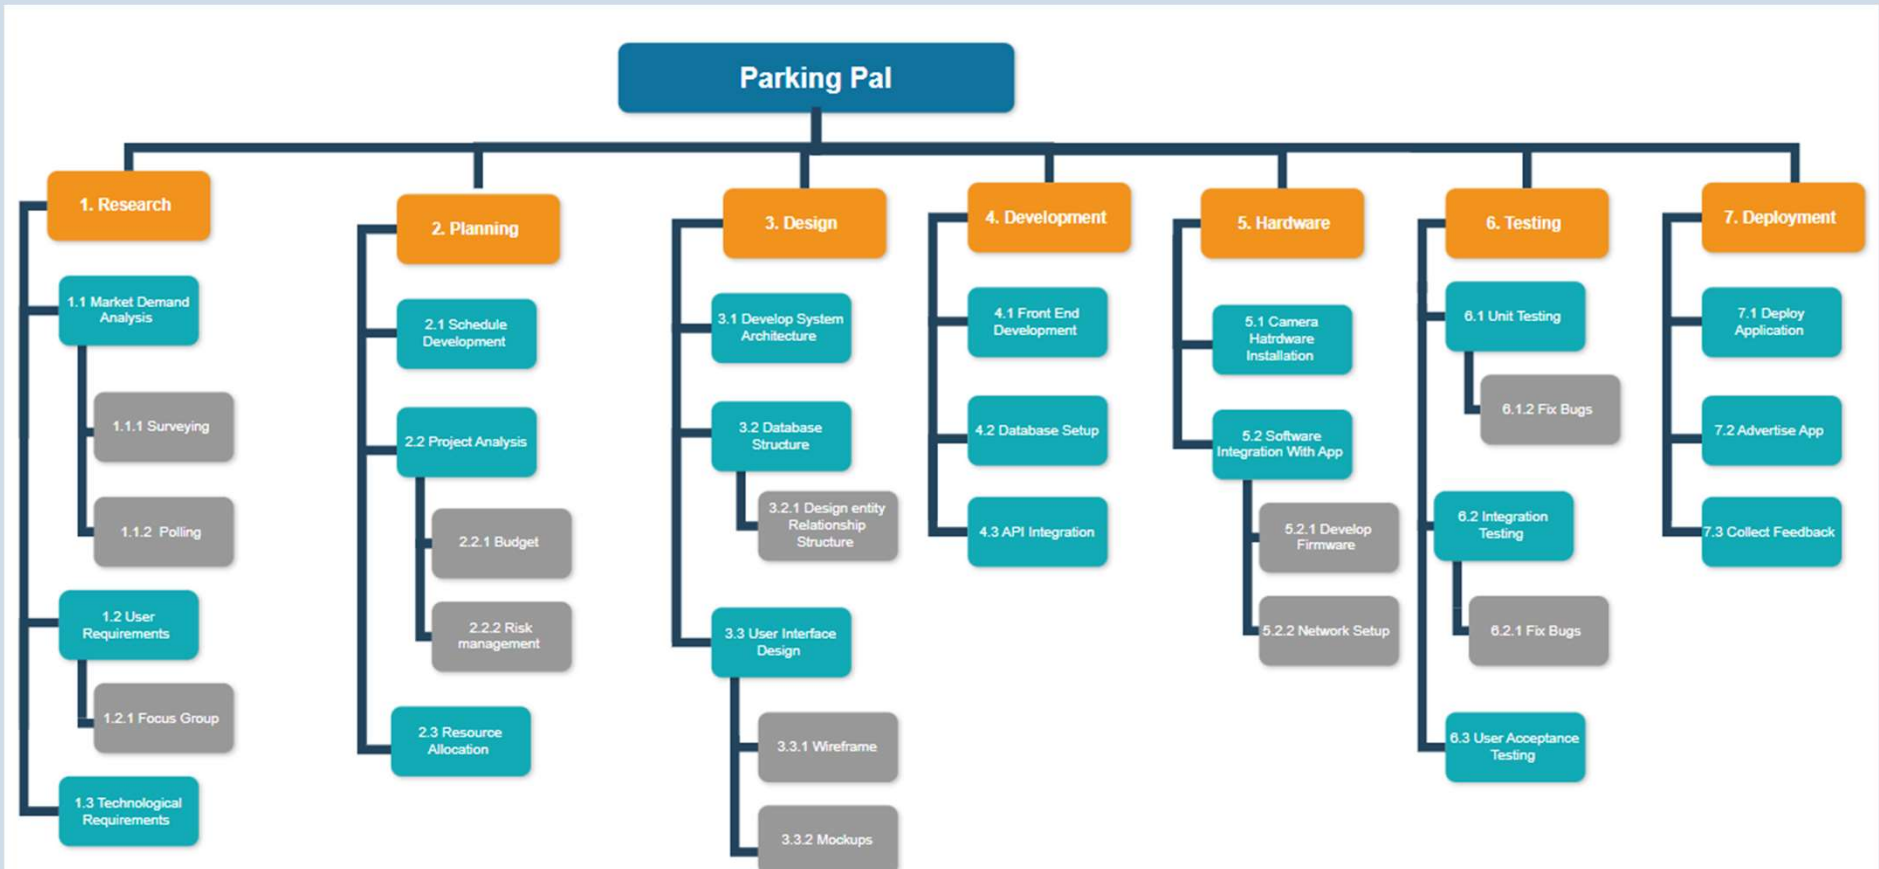 Parking Pal
1. Research
1.1 Market Demand
Analysis
1.1.1 Surveying
1.1.2 Polling
1.2 User
Requirements
1.2.1 Focus Group
1.3 Technological
Requirements
2. Planning
2.1 Schedule
Development
2.2 Project Analysis
2.2.1 Budget
2.2.2 Risk
management
2.3 Resource
Allocation
3. Design
3.1 Develop System
Architecture
3.2 Database
Structure
3.2.1 Design entity
Relationship
Structure
3.3 User Interface
Design
3.3.1 Wireframe
3.3.2 Mockups
4. Development
4.1 Front End
Development
4.2 Database Setup
4.3 API Integration
5. Hardware
5.1 Camera
Hatrdware
Installation
5.2 Software
Integration With App
5.2.1 Develop
Firmware
5.2.2 Network Setup
6. Testing
6.1 Unit Testing
6.1.2 Fix Bugs
6.2 Integration
Testing
6.2.1 Fix Bugs
6.3 User Acceptance
Testing
7. Deployment
7.1 Deploy
Application
7.2 Advertise App
7.3 Collect Feedback